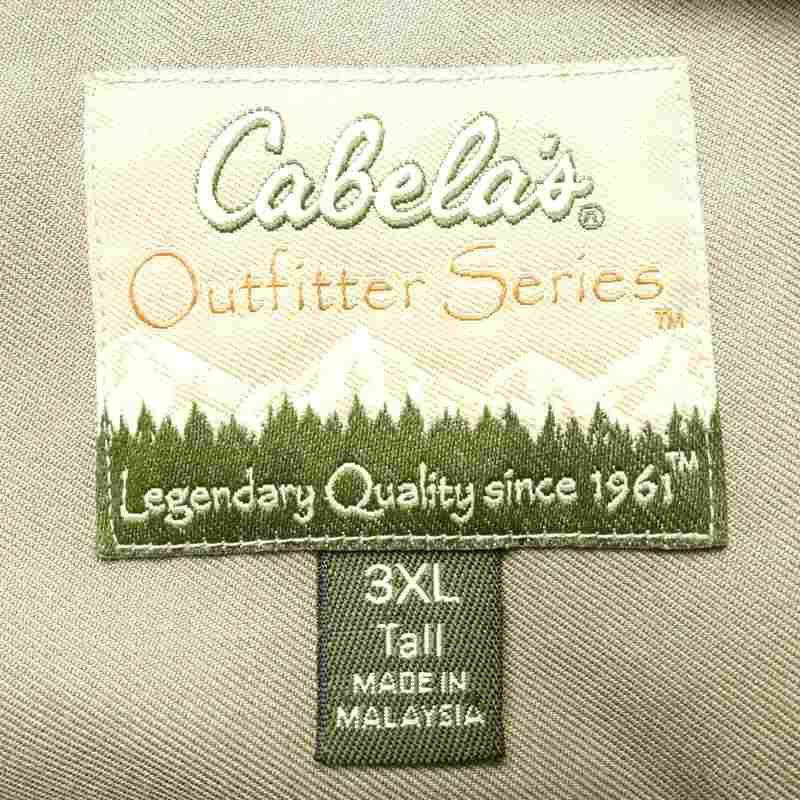 Cabela's®
Outfitter Series™
Legendary Quality since 1961™
3XL
Tall
MADE IN
MALAYSIA